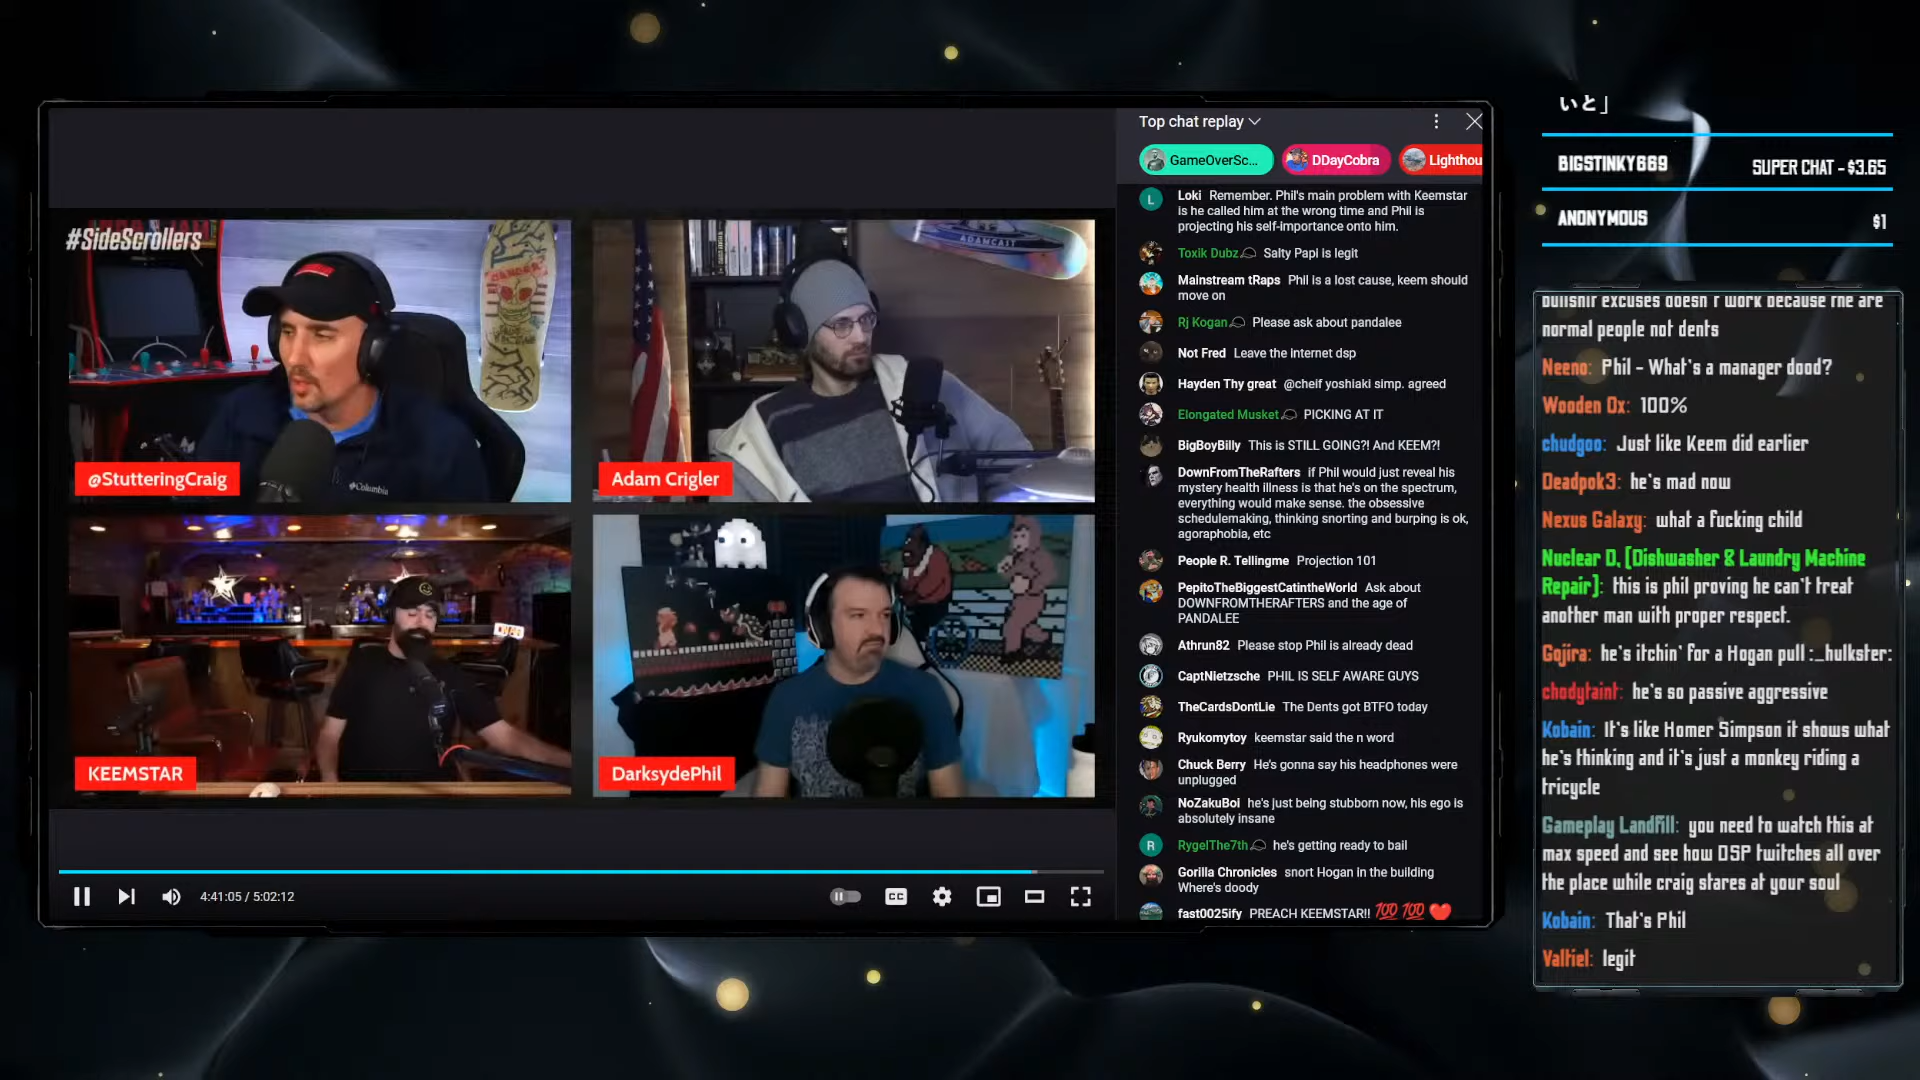 #SideScrollers
@StutteringCraig
ADAMCAST
Adam Crigler
KEEMSTAR
DarksydePhil
DANGER
Columbia
4:41:05 / 5:02:12
CC
Top chat replay
GameOverSc...
DDayCobra
Lighthou
L
Loki Remember. Phil's main problem with Keemstar
is he called him at the wrong time and Phil is
projecting his self-importance onto him.
Toxik Dubz Salty Papi is legit
Mainstream tRaps Phil is a lost cause, keem should
move on
Rj Kogan Please ask about pandalee
Not Fred Leave the Internet dsp
Hayden Thy great @cheif yoshiaki simp. agreed
Elongated Musket PICKING AT IT
BigBoyBilly This is STILL GOING?! And KEEM?!
DownFromTheRafters if Phil would just reveal his
mystery health illness is that he's on the spectrum,
everything would make sense. the obsessive
schedulemaking, thinking snorting and burping is ok,
agoraphobia, etc
People R. Tellingme Projection 101
PepitoTheBiggestCatintheWorld Ask about
DOWNFROMTHERAFTERS and the age of
PANDALEE
Athrun82 Please stop Phil is already dead
CaptNietzsche PHIL IS SELF AWARE GUYS
TheCardsDontLie The Dents got BTFO today
Ryukomytoy keemstar said the n word
Chuck Berry He's gonna say his headphones were
unplugged
NoZakuBoi he's just being stubborn now, his ego is
absolutely insane
R
RygelThe7th he's getting ready to bail
Gorilla Chronicles snort Hogan in the building
Where's doody
fast0025ify PREACH KEEMSTAR!! 💯 💯 ❤️
いと」
BIGSTINKY669 SUPER CHAT - $3.65
ANONYMOUS $1
bullshit excuses doesn't work because rhe are
normal people not dents
Neeno: Phil - What's a manager dood?
Wooden Ox: 100%
chudgoo: Just like Keem did earlier
Deadpok3: he's mad now
Nexus Galaxy: what a fucking child
Nuclear D. [Dishwasher & Laundry Machine
Repair]: this is phil proving he can't treat
another man with proper respect.
Gojira: he's itchin' for a Hogan pull :_hulkster:
chodytaint: he's so passive aggressive
Kobain: It's like Homer Simpson it shows what
he's thinking and it's just a monkey riding a
tricycle
Gameplay Landfill: you need to watch this at
max speed and see how DSP twitches all over
the place while craig stares at your soul
Kobain: That's Phil
Valtiel: legit